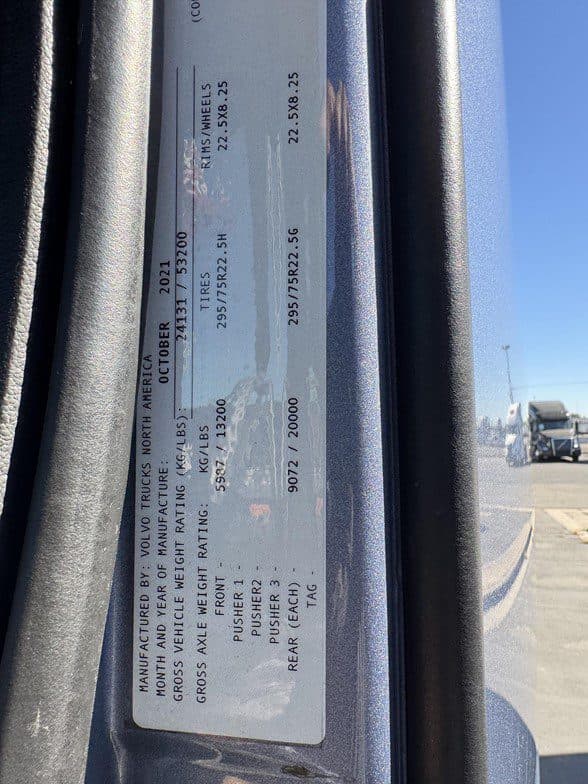 MANUFACTURED BY: VOLVO TRUCKS NORTH AMERICA
MONTH AND YEAR OF MANUFACTURE: OCTOBER 2021
GROSS VEHICLE WEIGHT RATING (KG/LBS): 24131 / 53200
GROSS AXLE WEIGHT RATING: KG/LBS TIRES RIMS/WHEELS
FRONT - 5987 / 13200 295/75R22.5H 22.5X8.25
PUSHER 1 -
PUSHER2 -
PUSHER 3 -
REAR (EACH) - 9072 / 20000 295/75R22.5G 22.5X8.25
TAG -